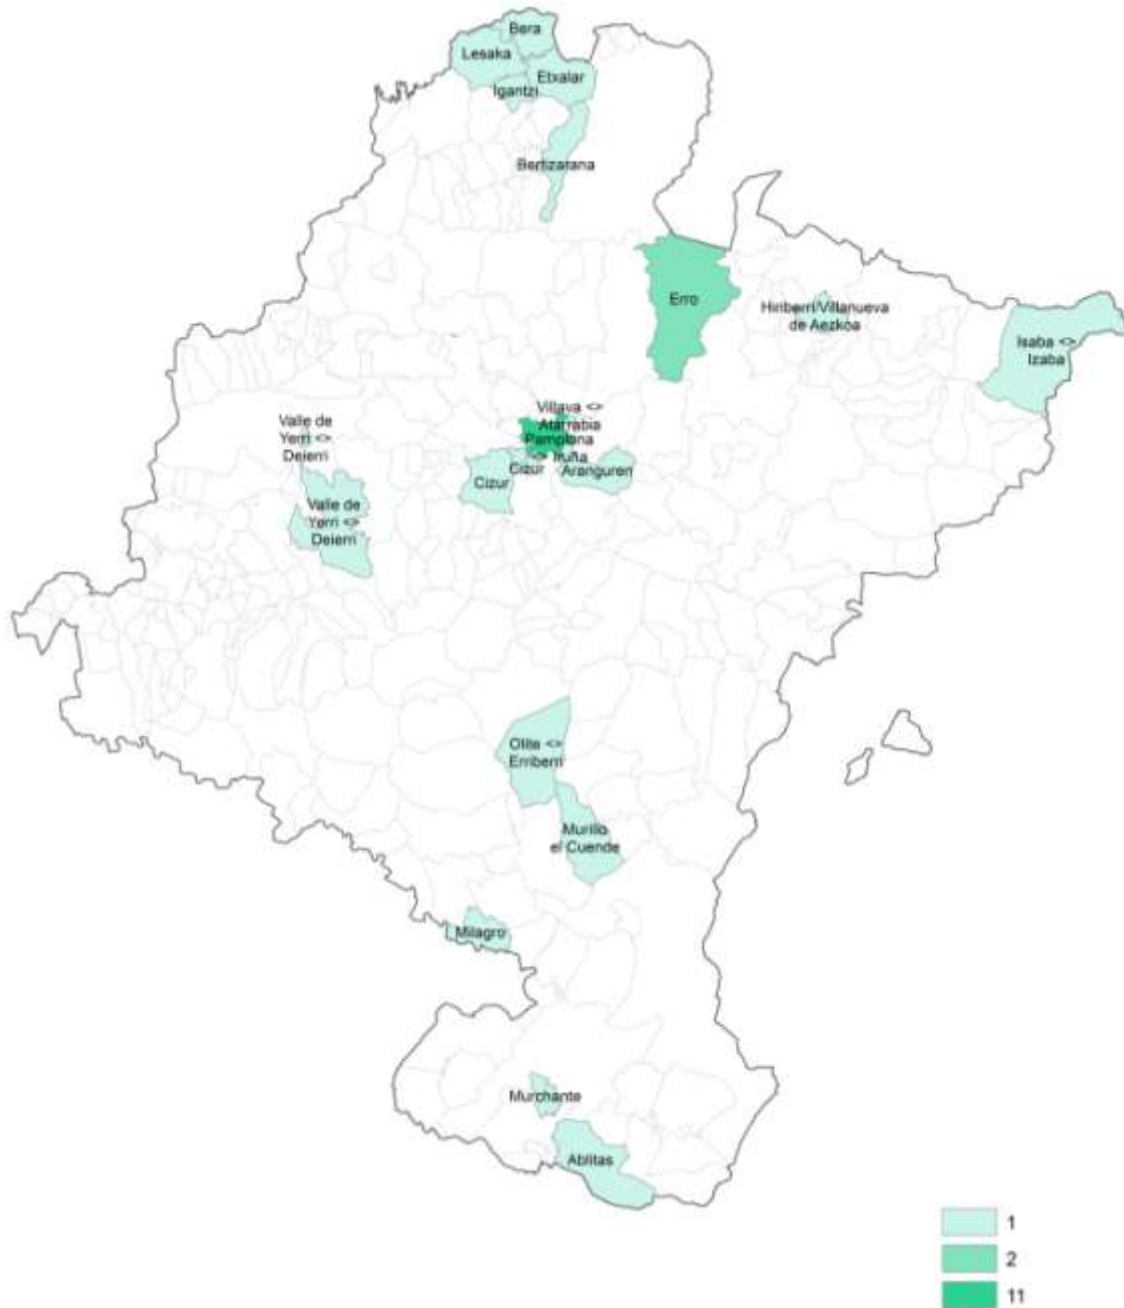 Bera
Lesaka
Etxalar
Igantzi
Bertizarana
Erro
Hiriberri/Villanueva
de Aezkoa
Isaba <>
Izaba
Villava <>
Atarrabia
Pamplona
<> Iruña
Valle de
Yerri <>
Deierri
Cizur
Cizur
Aranguren
Valle de
Yerri <>
Deierri
Olite <>
Erriberri
Murillo
el Cuende
Milagro
Murchante
Ablitas
1
2
11